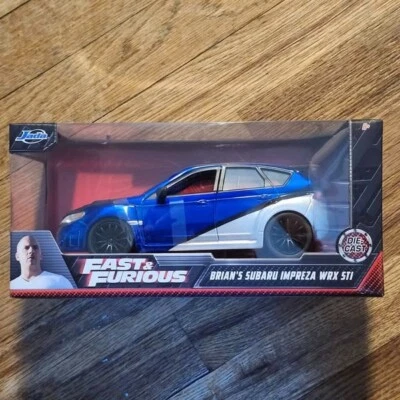 Jada
DIE
CAST
FAST &
FURIOUS
BRIAN'S SUBARU IMPREZA WRX STI